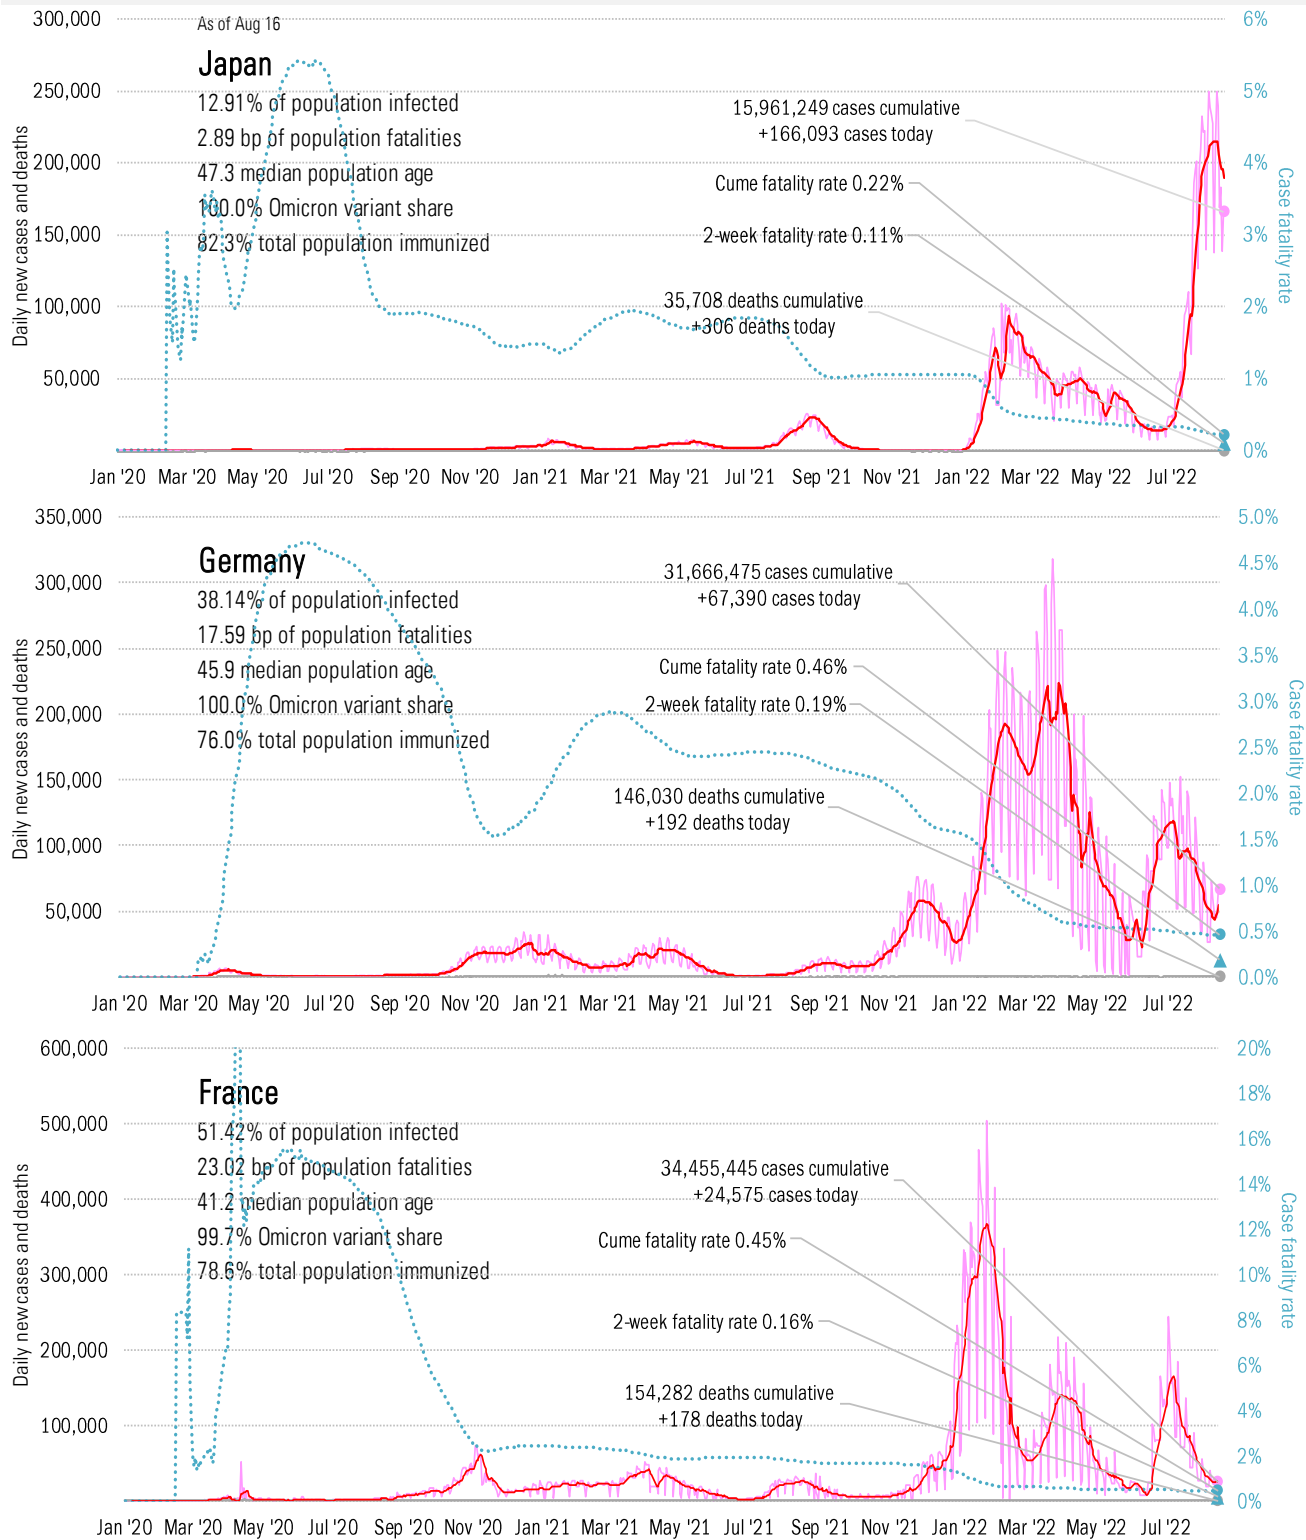 300,000
As of Aug 16
6%
Japan
12.91% of population infected
2.89 bp of population fatalities
47.3 median population age
100.0% Omicron variant share
82.3% total population immunized
250,000
5%
15,961,249 cases cumulative
+166,093 cases today
200,000
4%
Cume fatality rate 0.22%
150,000
3%
2-week fatality rate 0.11%
100,000
2%
35,708 deaths cumulative
+306 deaths today
50,000
1%
0%
Daily new cases and deaths
Case fatality rate
Jan '20 Mar '20 May '20 Jul '20 Sep '20 Nov '20 Jan '21 Mar '21 May '21 Jul '21 Sep '21 Nov '21 Jan '22 Mar '22 May '22 Jul '22
350,000
5.0%
Germany
38.14% of population infected
17.59 bp of population fatalities
45.9 median population age
100.0% Omicron variant share
76.0% total population immunized
4.5%
300,000
31,666,475 cases cumulative
+67,390 cases today
4.0%
250,000
3.5%
Cume fatality rate 0.46%
2-week fatality rate 0.19%
200,000
3.0%
2.5%
150,000
2.0%
146,030 deaths cumulative
+192 deaths today
100,000
1.5%
1.0%
50,000
0.5%
0.0%
Daily new cases and deaths
Case fatality rate
Jan '20 Mar '20 May '20 Jul '20 Sep '20 Nov '20 Jan '21 Mar '21 May '21 Jul '21 Sep '21 Nov '21 Jan '22 Mar '22 May '22 Jul '22
600,000
20%
France
51.42% of population infected
23.02 bp of population fatalities
41.2 median population age
99.7% Omicron variant share
78.6% total population immunized
18%
500,000
16%
34,455,445 cases cumulative
+24,575 cases today
400,000
14%
12%
Cume fatality rate 0.45%
300,000
10%
2-week fatality rate 0.16%
8%
200,000
6%
154,282 deaths cumulative
+178 deaths today
100,000
4%
2%
0%
Daily new cases and deaths
Case fatality rate
Jan '20 Mar '20 May '20 Jul '20 Sep '20 Nov '20 Jan '21 Mar '21 May '21 Jul '21 Sep '21 Nov '21 Jan '22 Mar '22 May '22 Jul '22